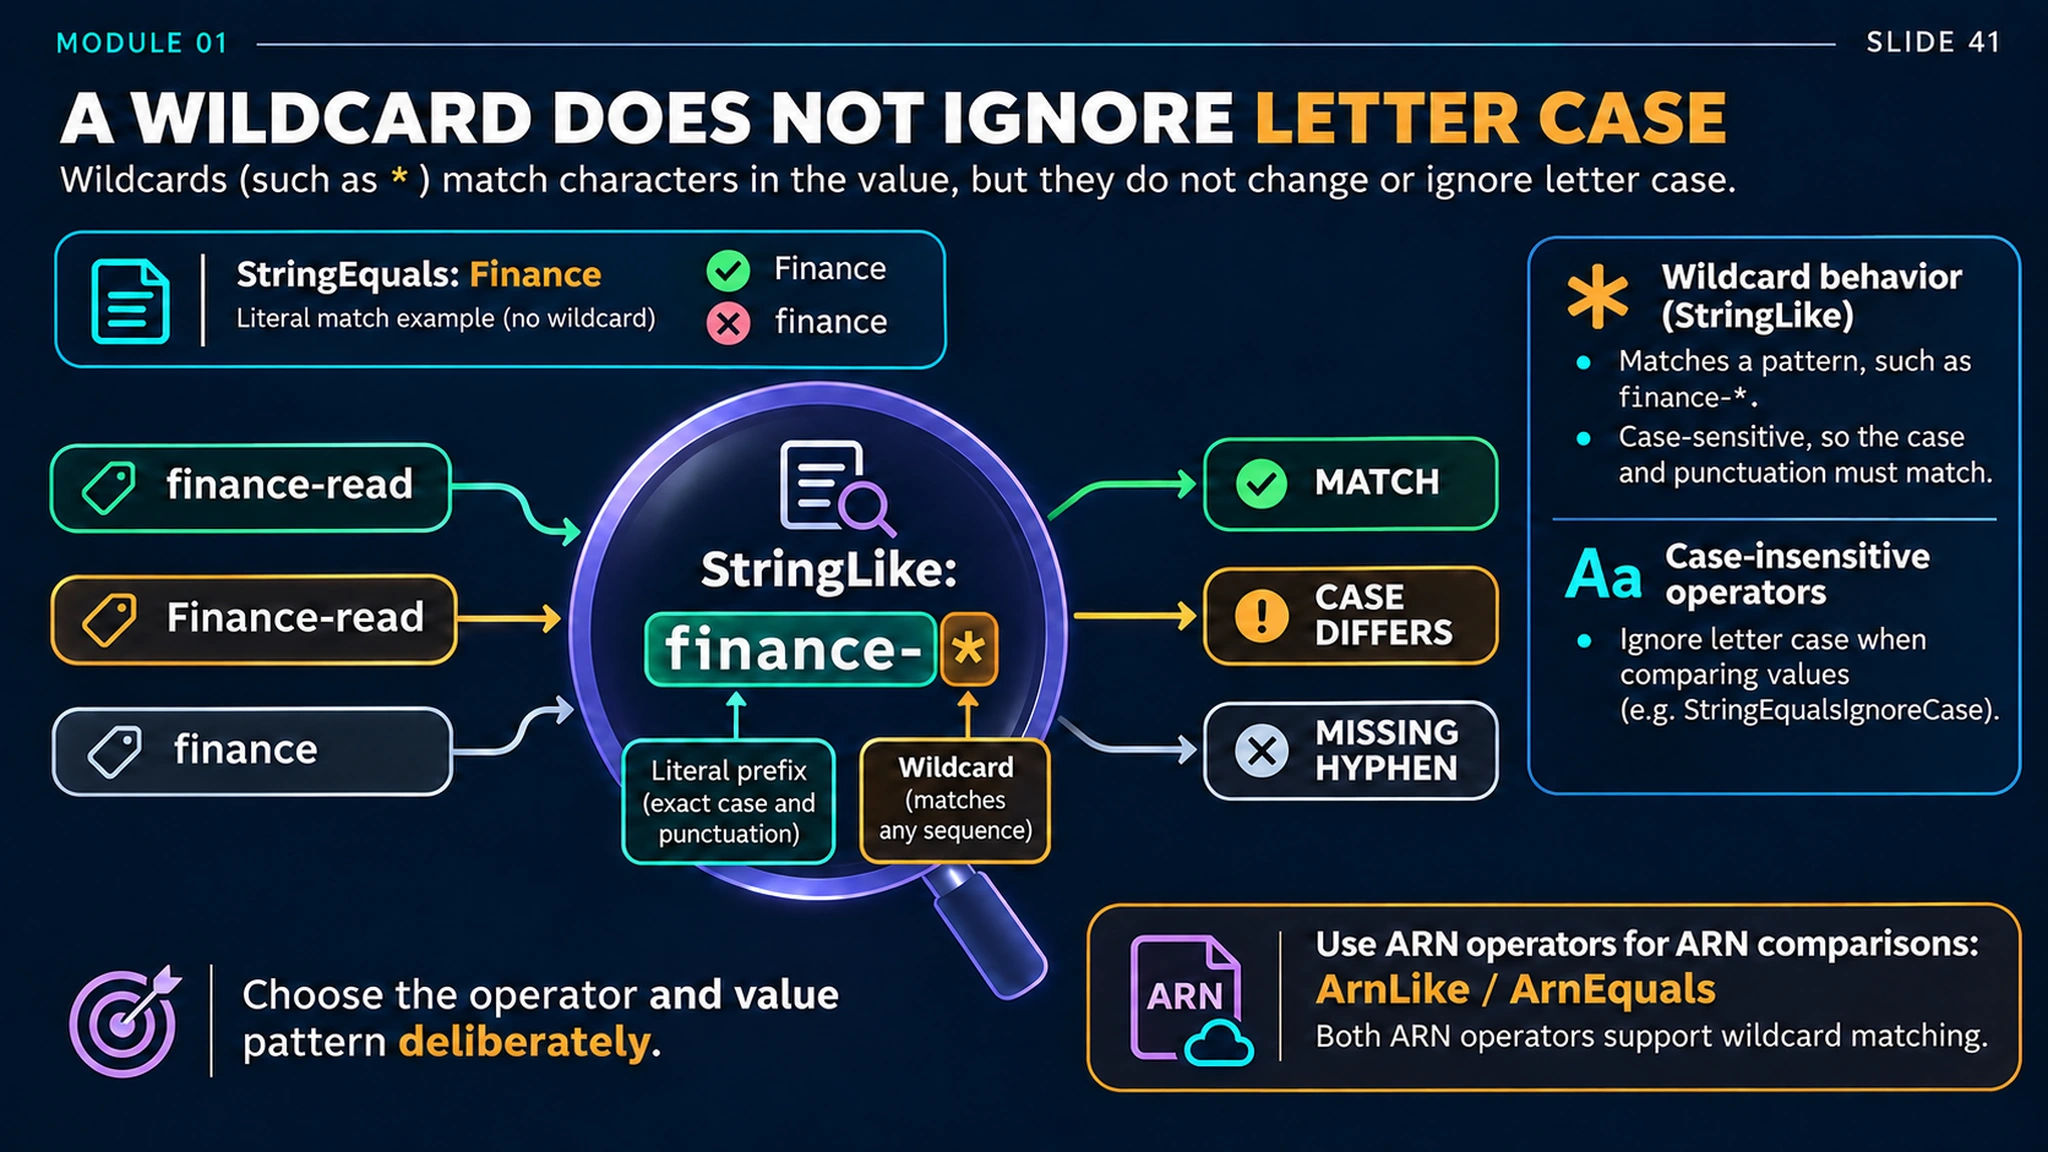 MODULE 01
SLIDE 41
A WILDCARD DOES NOT IGNORE LETTER CASE
Wildcards (such as * ) match characters in the value, but they do not change or ignore letter case.
StringEquals: Finance
Literal match example (no wildcard)
Finance
finance
finance-read
Finance-read
finance
StringLike:
finance-*
Literal prefix
(exact case and
punctuation)
Wildcard
(matches
any sequence)
MATCH
CASE
DIFFERS
MISSING
HYPHEN
Wildcard behavior
(StringLike)
• Matches a pattern, such as
finance-*.
• Case-sensitive, so the case
and punctuation must match.
Aa
Case-insensitive
operators
• Ignore letter case when
comparing values
(e.g. StringEqualsIgnoreCase).
Choose the operator and value
pattern deliberately.
ARN
Use ARN operators for ARN comparisons:
ArnLike / ArnEquals
Both ARN operators support wildcard matching.